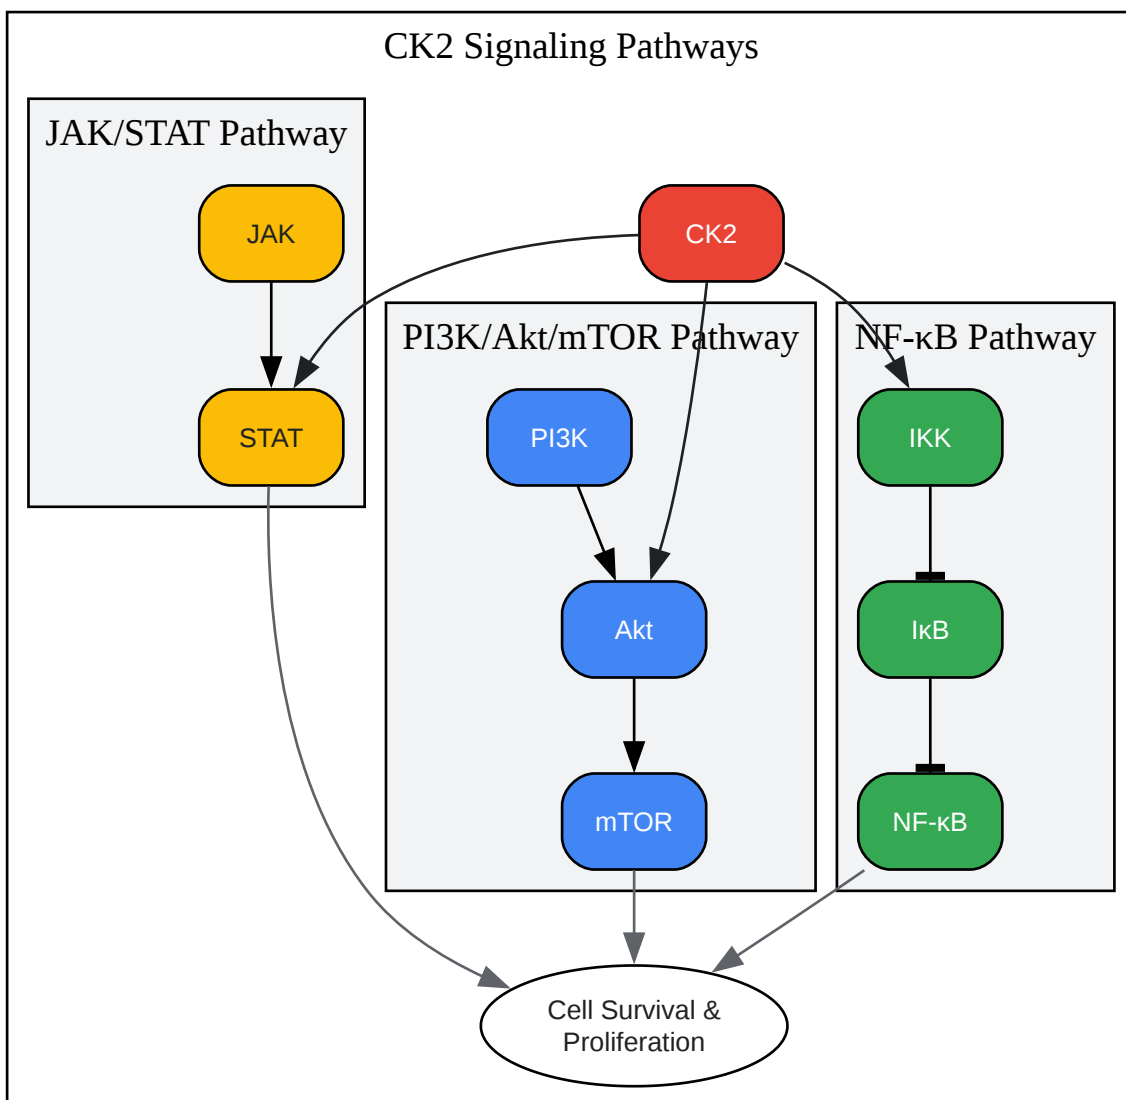 CK2 Signaling Pathways
JAK/STAT Pathway
JAK
CK2
PI3K/Akt/mTOR Pathway
NF-κB Pathway
STAT
PI3K
IKK
Akt
IκB
mTOR
NF-κB
Cell Survival &
Proliferation